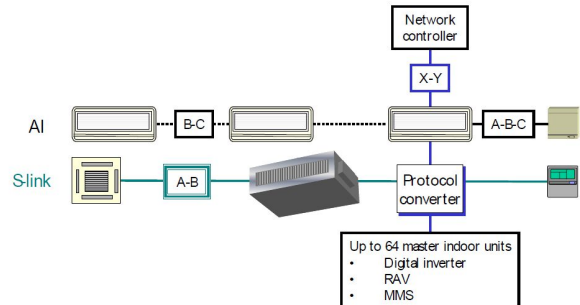 Network
controller
X-Y
AI
B-C
A-B-C
S-link
A-B
Protocol
converter
Up to 64 master indoor units
• Digital inverter
• RAV
• MMS